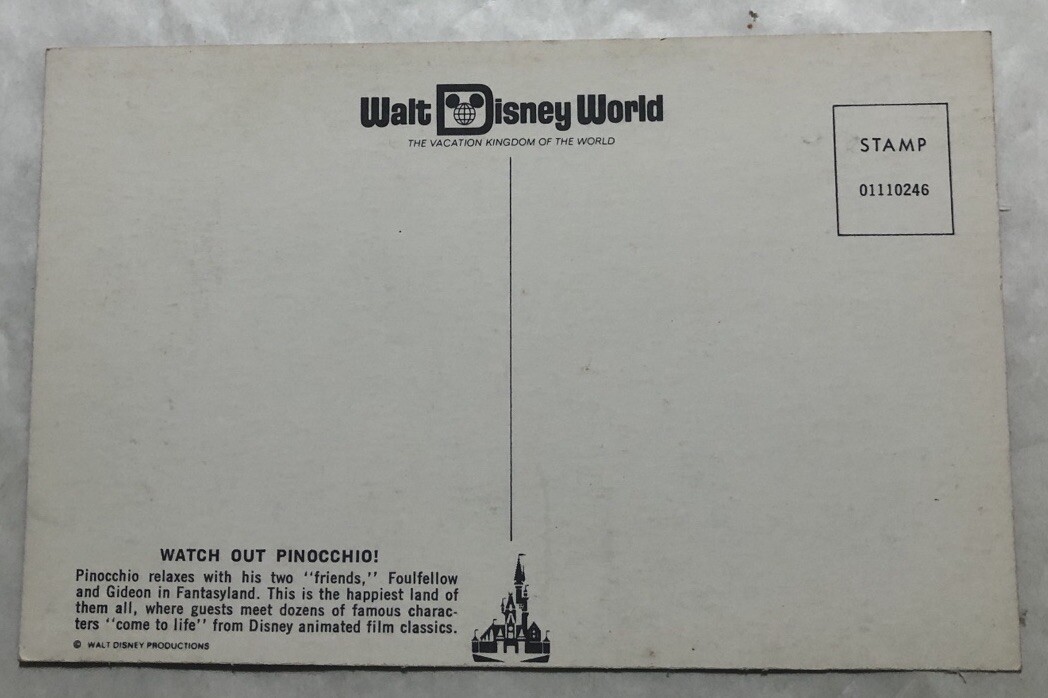 Walt Disney World
THE VACATION KINGDOM OF THE WORLD
STAMP
01110246
WATCH OUT PINOCCHIO!
Pinocchio relaxes with his two "friends," Foulfellow
and Gideon in Fantasyland. This is the happiest land of
them all, where guests meet dozens of famous charac-
ters "come to life" from Disney animated film classics.
© WALT DISNEY PRODUCTIONS